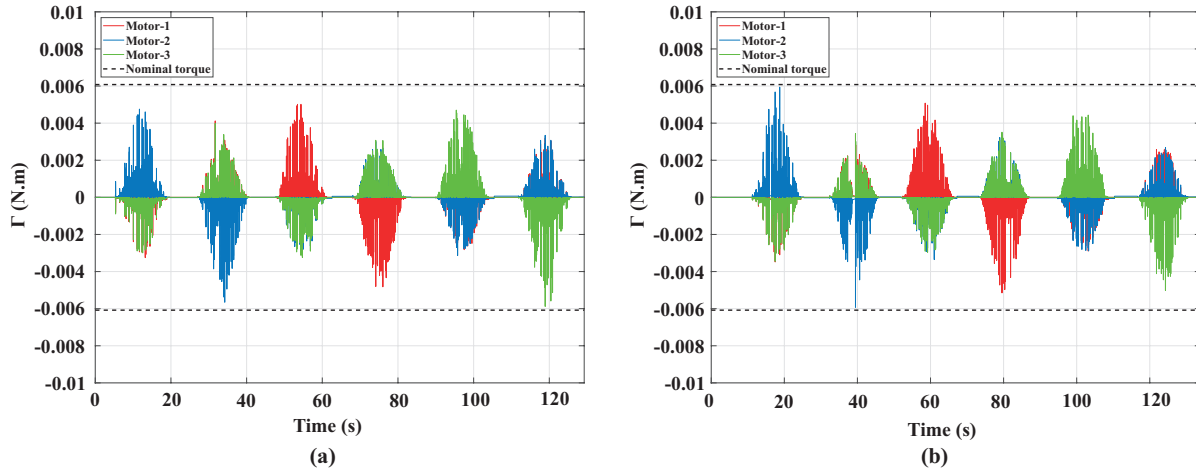 0.01
0.008
0.006
0.004
0.002
0
-0.002
-0.004
-0.006
-0.008
-0.01
Γ (N.m)
Motor-1
Motor-2
Motor-3
Nominal torque
0 20 40 60 80 100 120
Time (s)
(a)
0.01
0.008
0.006
0.004
0.002
0
-0.002
-0.004
-0.006
-0.008
-0.01
Γ (N.m)
Motor-1
Motor-2
Motor-3
Nominal torque
0 20 40 60 80 100 120
Time (s)
(b)